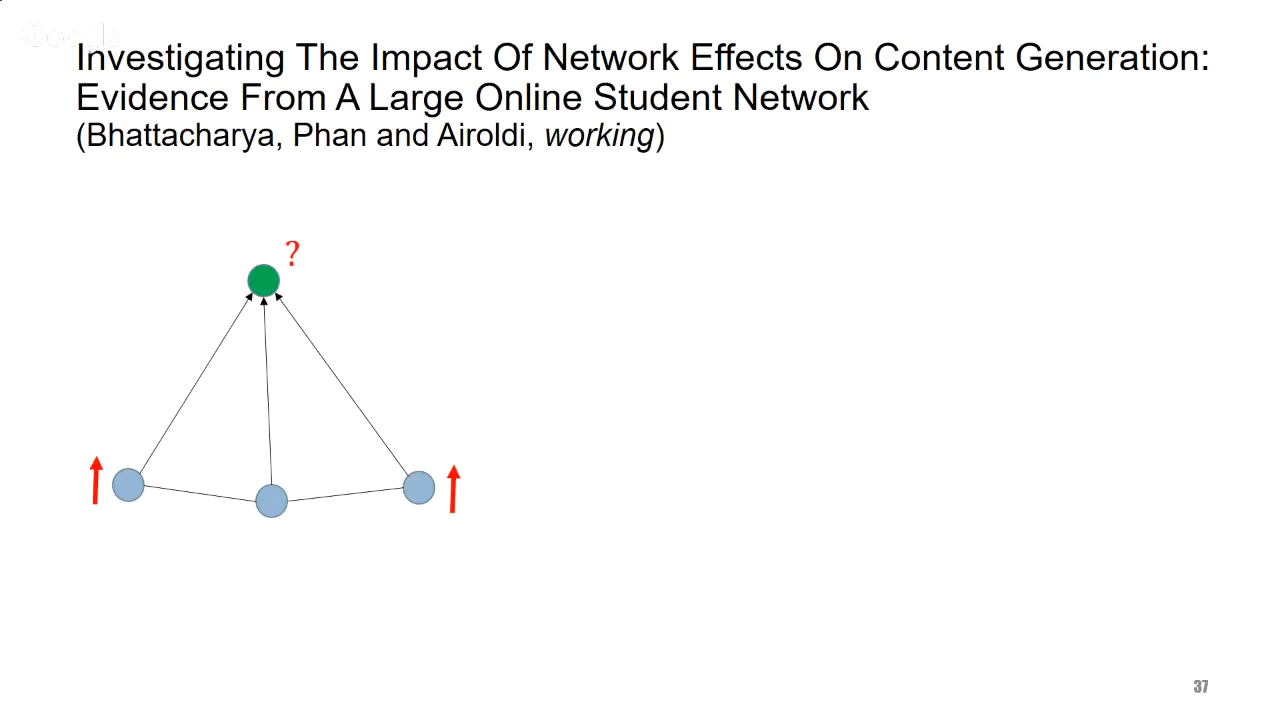 Google
Investigating The Impact Of Network Effects On Content Generation:
Evidence From A Large Online Student Network
(Bhattacharya, Phan and Airoldi, working)
?
37